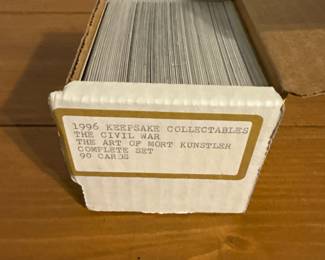 1996 KEEPSAKE COLLECTABLES
THE CIVIL WAR
THE ART OF MORT KUNSTLER
COMPLETE SET
90 CARDS